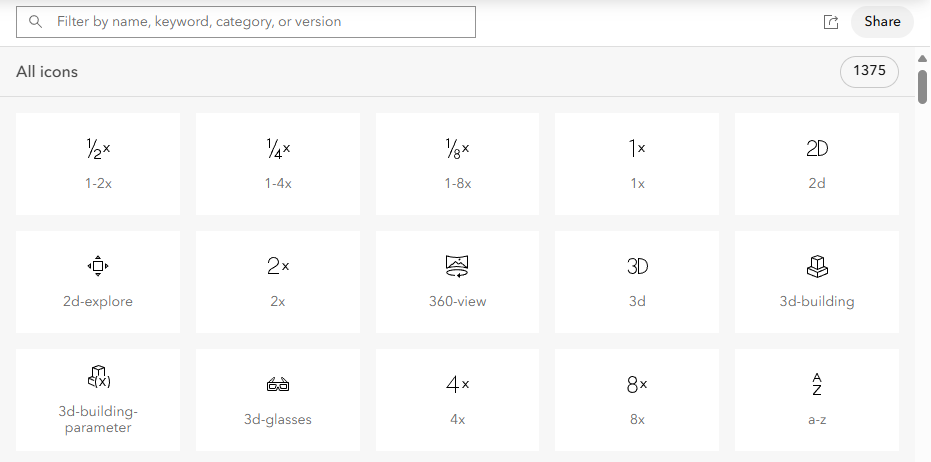 Filter by name, keyword, category, or version
Share
All icons
1375
½x
¼x
⅛x
1x
2D
1-2x
1-4x
1-8x
1x
2d
2x
3D
2d-explore
2x
360-view
3d
3d-building
(x)
4x
8x
A
Z
3d-building-
parameter
3d-glasses
4x
8x
a-z